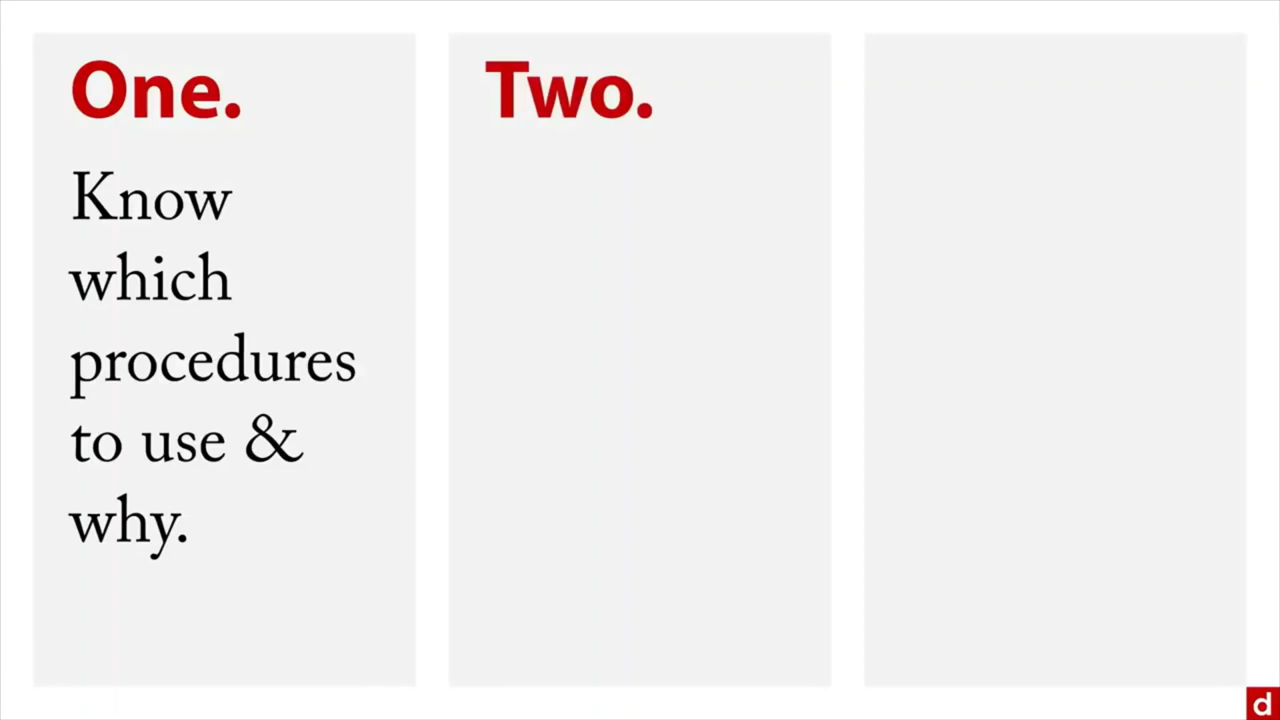 One.
Know
which
procedures
to use &
why.
Two.
d